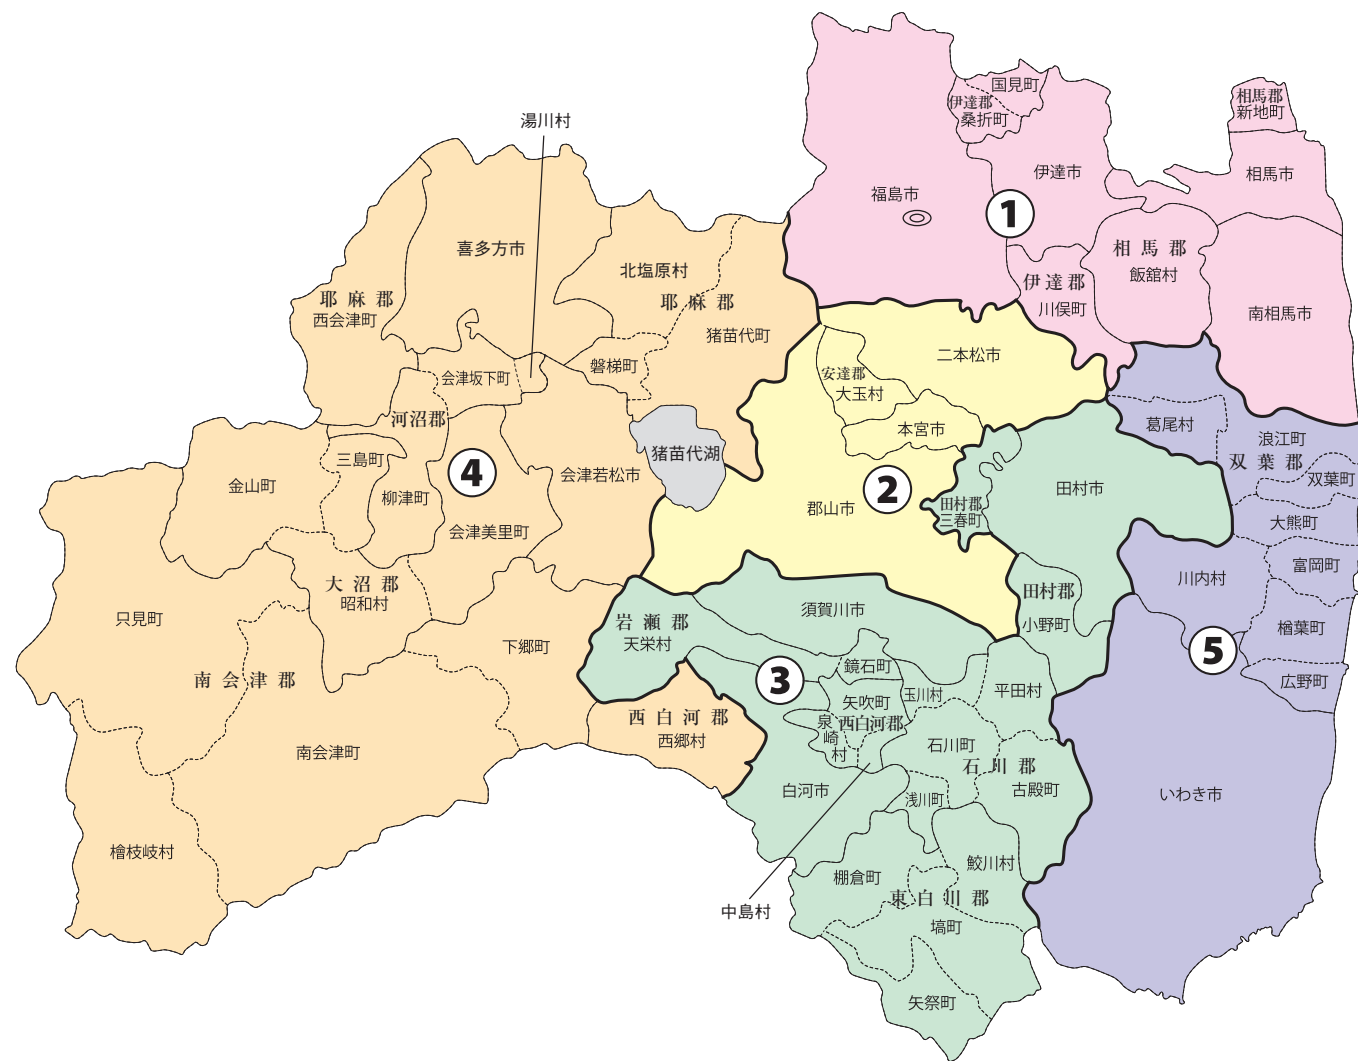 国見町
伊達郡
桑折町
相馬郡
新地町
湯川村
伊達市
相馬市
福島市
1
喜多方市
相馬郡
飯舘村
北塩原村
伊達郡
川俣町
耶麻郡
西会津町
耶麻郡
南相馬市
猪苗代町
二本松市
磐梯町
会津坂下町
安達郡
大玉村
河沼郡
葛尾村
本宮市
浪江町
双葉郡
三島町
猪苗代湖
4
会津若松市
双葉町
金山町
柳津町
2
田村市
郡山市
田村郡
三春町
大熊町
会津美里町
富岡町
川内村
大沼郡
昭和村
田村郡
小野町
須賀川市
只見町
岩瀬郡
天栄村
楢葉町
下郷町
5
鏡石町
3
南会津郡
広野町
玉川村
平田村
矢吹町
西白河郡
西郷村
泉崎村
西白河郡
南会津町
石川町
石川郡
白河市
古殿町
浅川町
いわき市
檜枝岐村
鮫川村
棚倉町
東白川郡
中島村
塙町
矢祭町